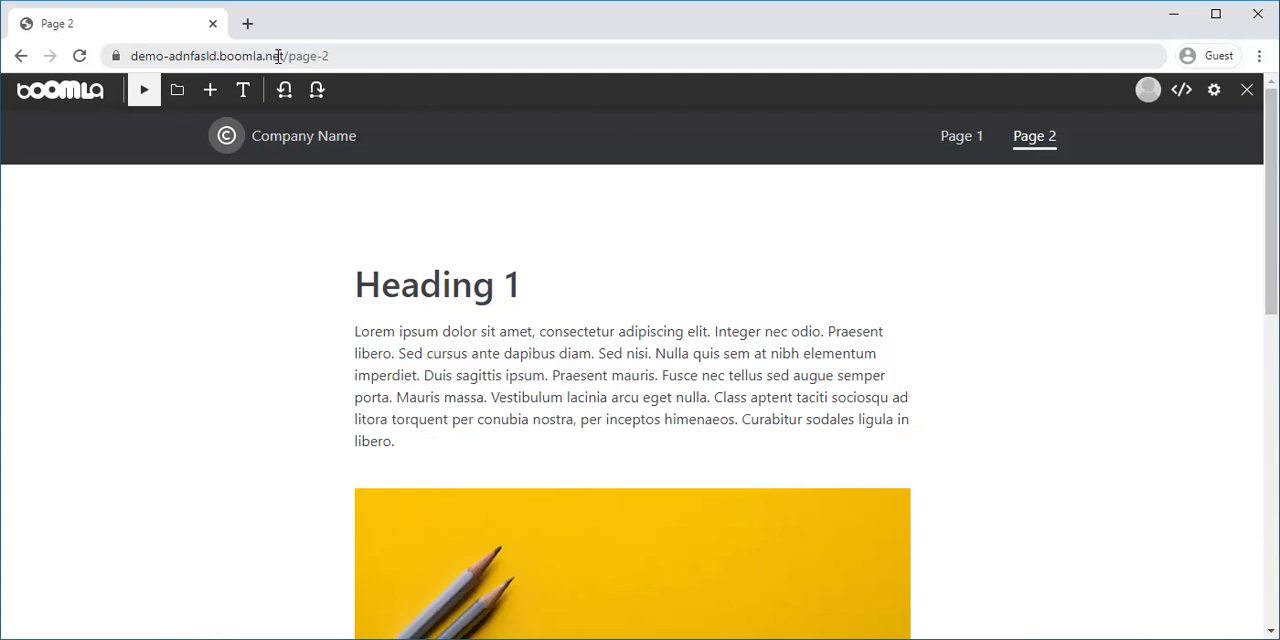 Page 2
demo-adnfasld.boomla.net/page-2
Guest
boomla
T
Company Name
Page 1
Page 2
Heading 1
Lorem ipsum dolor sit amet, consectetur adipiscing elit. Integer nec odio. Praesent
libero. Sed cursus ante dapibus diam. Sed nisi. Nulla quis sem at nibh elementum
imperdiet. Duis sagittis ipsum. Praesent mauris. Fusce nec tellus sed augue semper
porta. Mauris massa. Vestibulum lacinia arcu eget nulla. Class aptent taciti sociosqu ad
litora torquent per conubia nostra, per inceptos himenaeos. Curabitur sodales ligula in
libero.